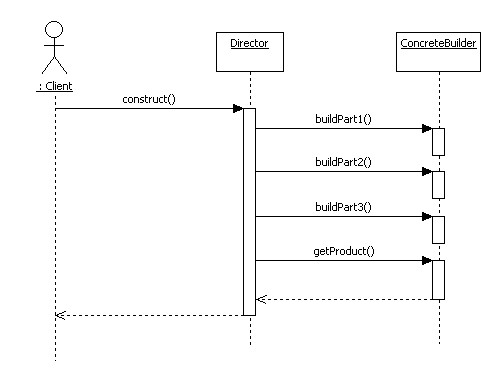 Director
ConcreteBuilder
: Client
construct()
buildPart1()
buildPart2()
buildPart3()
getProduct()